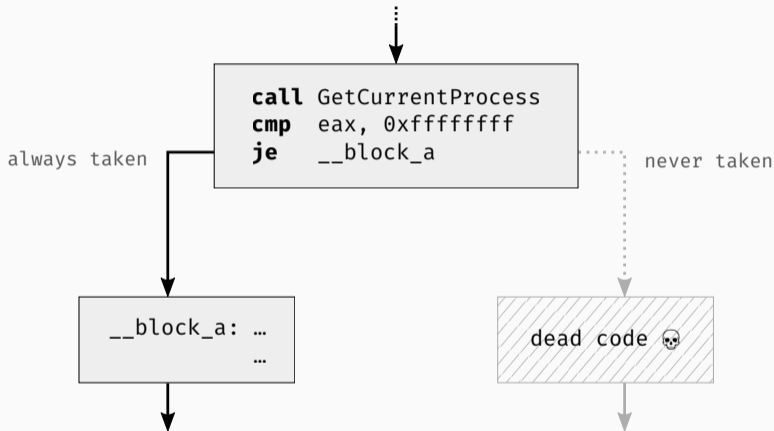 call GetCurrentProcess
cmp eax, 0xffffffff
je __block_a
always taken
never taken
__block_a: …
…
dead code 💀